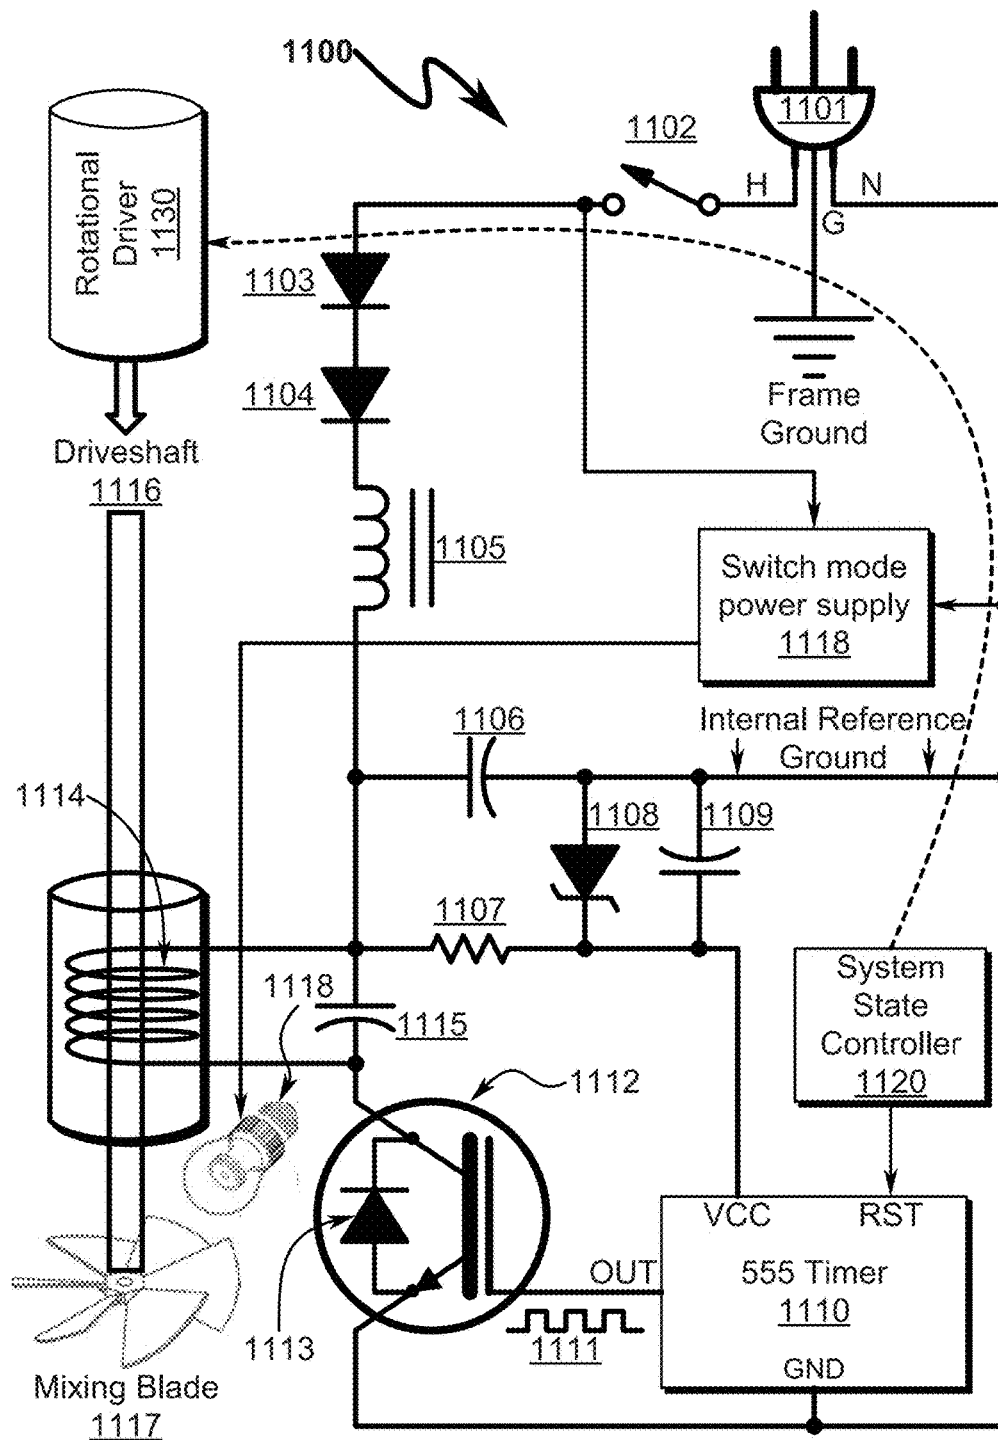 1100
1101
1102
H
N
G
Rotational
Driver
1130
1103
1104
Frame
Ground
Driveshaft
1116
1105
Switch mode
power supply
1118
1106
Internal Reference
Ground
1114
1108
1109
1107
System
State
Controller
1120
1118
1115
1112
VCC
RST
OUT
555 Timer
1110
1111
1113
GND
Mixing Blade
1117